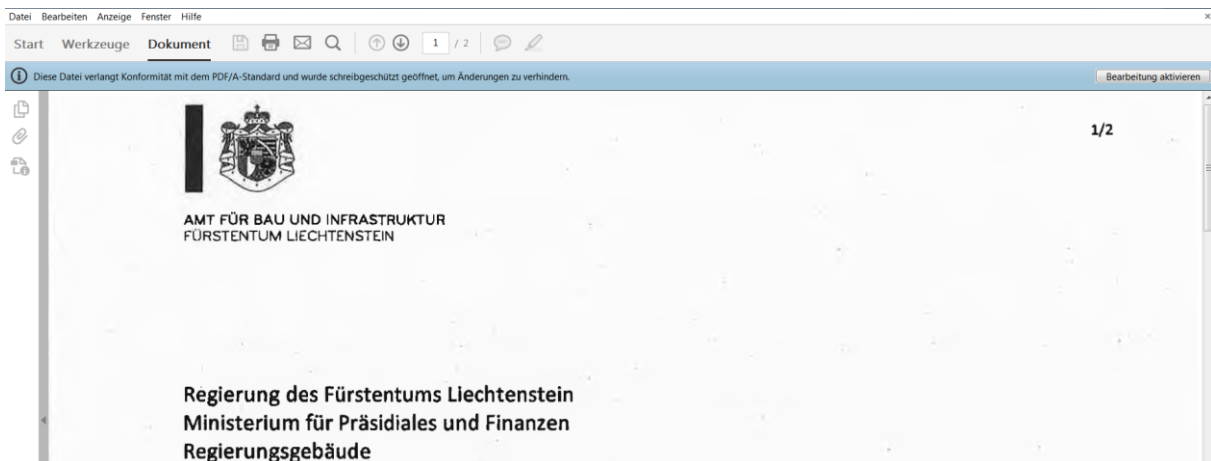 Datei Bearbeiten Anzeige Fenster Hilfe
Start Werkzeuge Dokument 1 / 2
Diese Datei verlangt Konformität mit dem PDF/A-Standard und wurde schreibgeschützt geöffnet, um Änderungen zu verhindern. Bearbeitung aktivieren
1/2
AMT FÜR BAU UND INFRASTRUKTUR
FÜRSTENTUM LIECHTENSTEIN
Regierung des Fürstentums Liechtenstein
Ministerium für Präsidiales und Finanzen
Regierungsgebäude